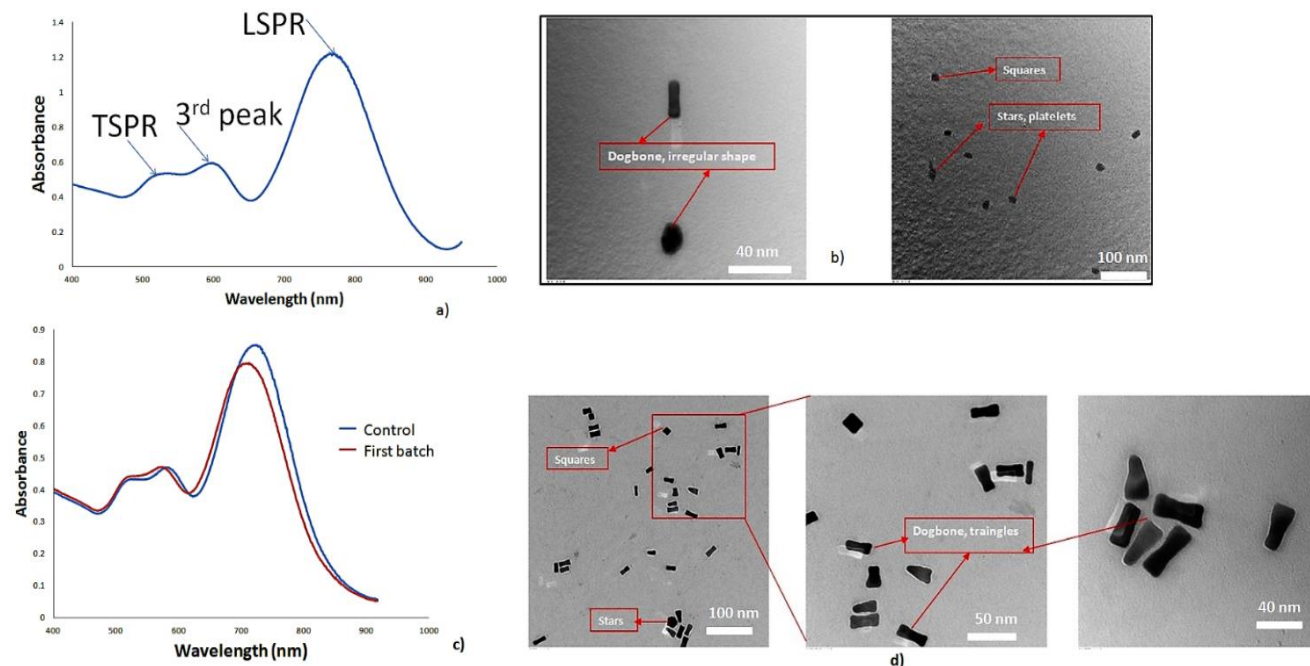 LSPR
3rd peak
TSPR
Absorbance
1.4
1.2
1
0.8
0.6
0.4
0.2
0
400 500 600 700 800 900 1000
Wavelength (nm)
a)
Dogbone, irregular shape
40 nm
b)
Squares
Stars, platelets
100 nm
Absorbance
0.9
0.8
0.7
0.6
0.5
0.4
0.3
0.2
0.1
0
400 500 600 700 800 900 1000
Wavelength (nm)
Control
First batch
c)
Squares
Stars
100 nm
Dogbone, traingles
50 nm
d)
40 nm